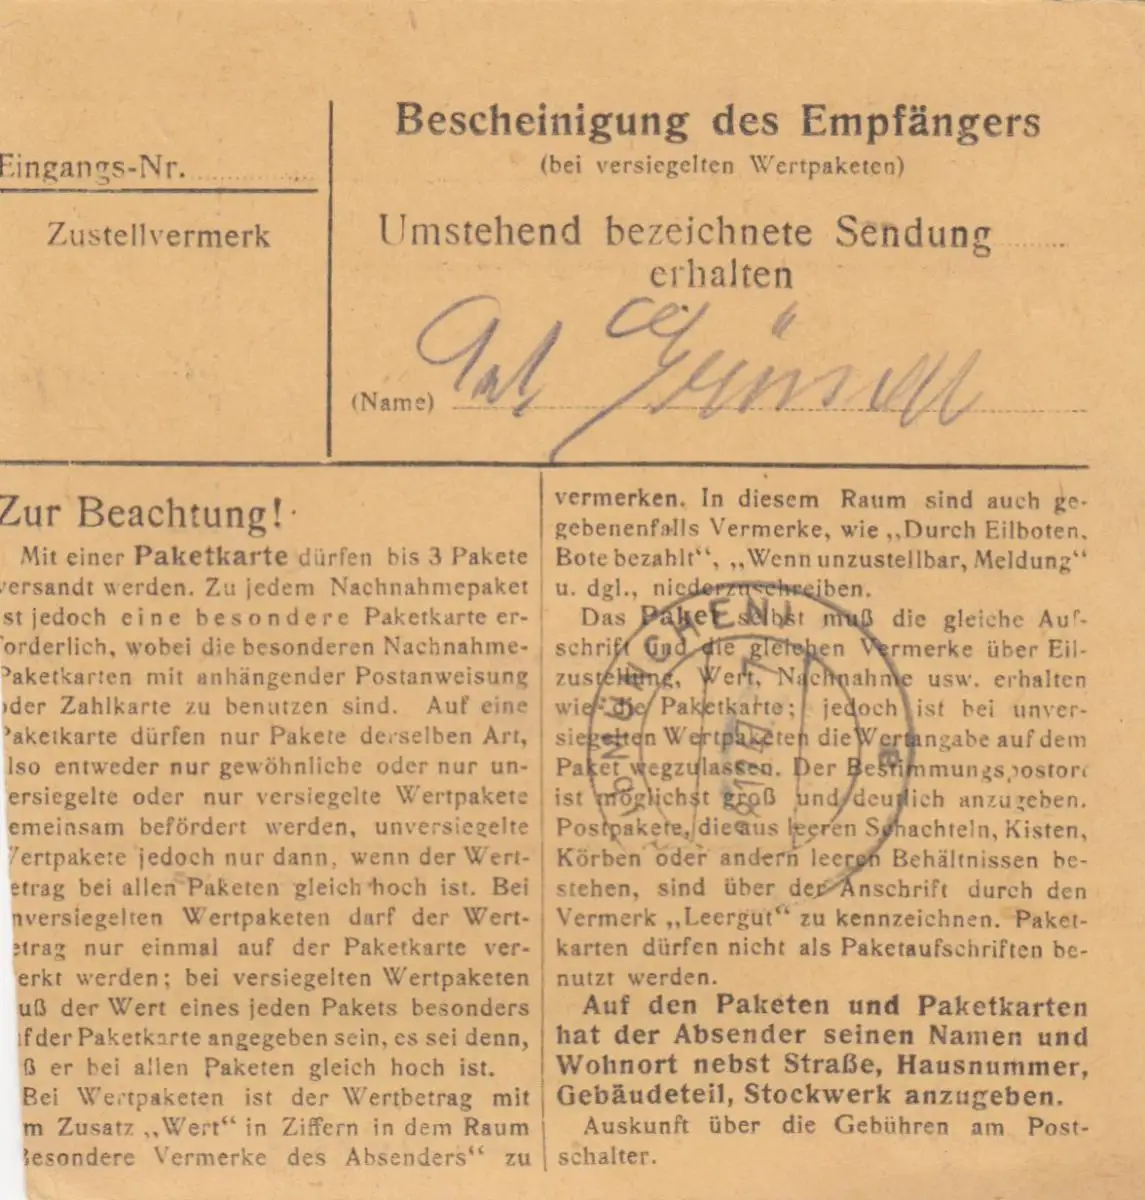 Bescheinigung des Empfängers
(bei versiegelten Wertpaketen)
Eingangs-Nr.
Zustellvermerk
Umstehend bezeichnete Sendung
erhalten
(Name)
Zur Beachtung!
Mit einer Paketkarte dürfen bis 3 Pakete
versandt werden. Zu jedem Nachnahmepaket
st jedoch eine besondere Paketkarte er-
forderlich, wobei die besonderen Nachnahme-
Paketkarten mit anhängender Postanweisung
oder Zahlkarte zu benutzen sind. Auf eine
Paketkarte dürfen nur Pakete derselben Art,
lso entweder nur gewöhnliche oder nur un-
ersiegelte oder nur versiegelte Wertpakete
emeinsam befördert werden, unversiegelte
Wertpakete jedoch nur dann, wenn der Wert-
etrag bei allen Paketen gleich hoch ist. Bei
nversiegelten Wertpaketen darf der Wert-
etrag nur einmal auf der Paketkarte ver-
erkt werden; bei versiegelten Wertpaketen
uß der Wert eines jeden Pakets besonders
uf der Paketkarte angegeben sein, es sei denn,
ß er bei allen Paketen gleich hoch ist.
Bei Wertpaketen ist der Wertbetrag mit
m Zusatz „Wert“ in Ziffern in dem Raum
Besondere Vermerke des Absenders“ zu
vermerken. In diesem Raum sind auch ge-
gebenenfalls Vermerke, wie „Durch Eilboten,
Bote bezahlt“, „Wenn unzustellbar, Meldung“
u. dgl., niederzuschreiben.
Das Paket selbst muß die gleiche Auf-
schrift und die gleichen Vermerke über Eil-
zustellung, Wert, Nachnahme usw. erhalten
wie die Paketkarte; jedoch ist bei unver-
siegelten Wertpaketen die Wertangabe auf dem
Paket wegzulassen. Der Bestimmungspostort
ist möglichst groß und deutlich anzugeben.
Postpakete, die aus leeren Schachteln, Kisten,
Körben oder andern leeren Behältnissen be-
stehen, sind über der Anschrift durch den
Vermerk „Leergut“ zu kennzeichnen. Paket-
karten dürfen nicht als Paketaufschriften be-
nutzt werden.
Auf den Paketen und Paketkarten
hat der Absender seinen Namen und
Wohnort nebst Straße, Hausnummer,
Gebäudeteil, Stockwerk anzugeben.
Auskunft über die Gebühren am Post-
schalter.
MÜNCHEN